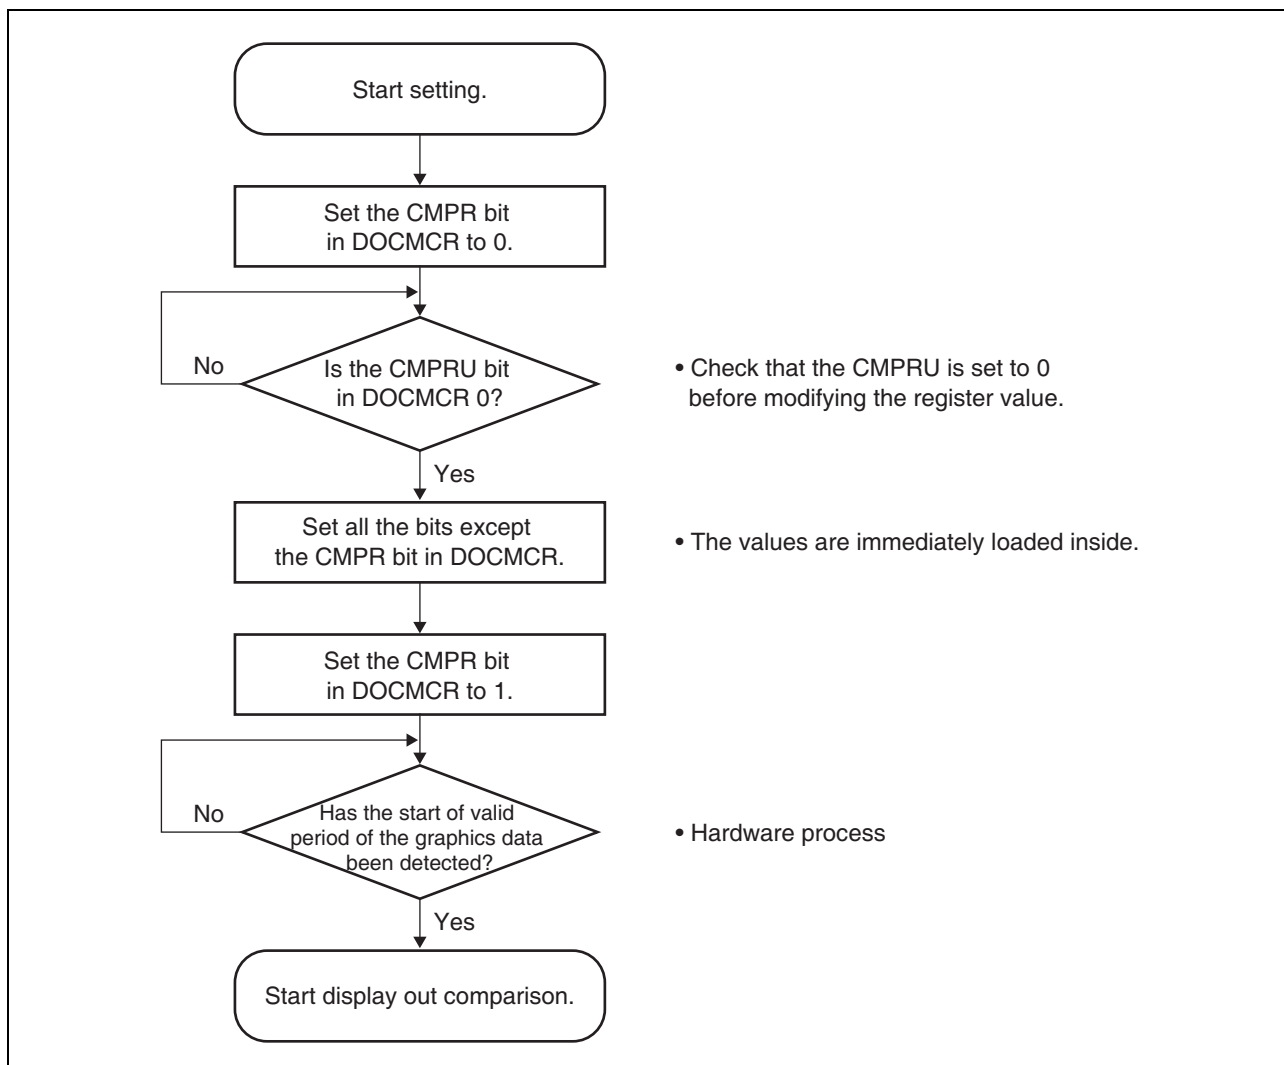 Start setting.
Set the CMPR bit
in DOCMCR to 0.
No
Is the CMPRU bit
in DOCMCR 0?
• Check that the CMPRU is set to 0
before modifying the register value.
Yes
Set all the bits except
the CMPR bit in DOCMCR.
• The values are immediately loaded inside.
Set the CMPR bit
in DOCMCR to 1.
No
Has the start of valid
period of the graphics data
been detected?
• Hardware process
Yes
Start display out comparison.